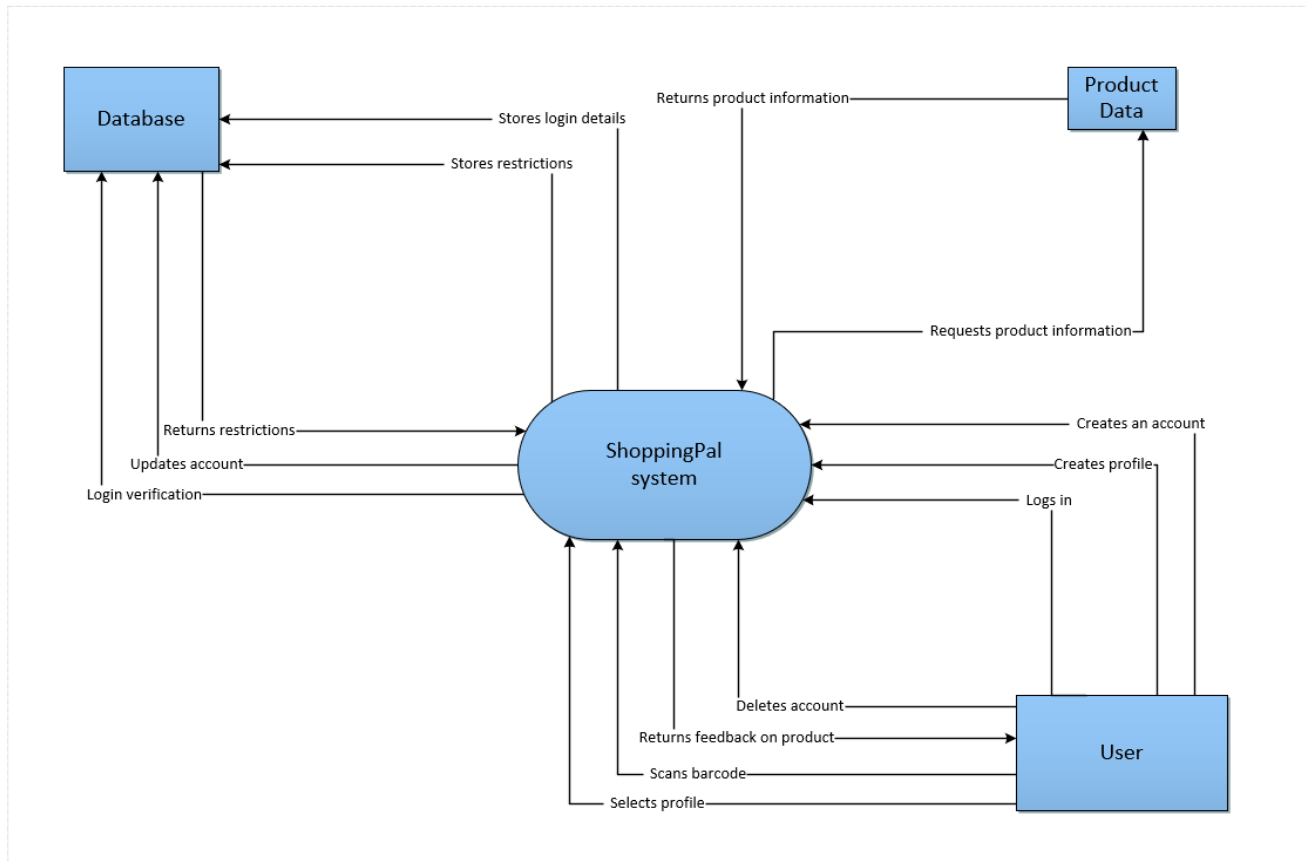 Database
Product
Data
Returns product information
Stores login details
Stores restrictions
Requests product information
Creates an account
Returns restrictions
ShoppingPal
system
Updates account
Creates profile
Login verification
Logs in
Deletes account
Returns feedback on product
User
Scans barcode
Selects profile